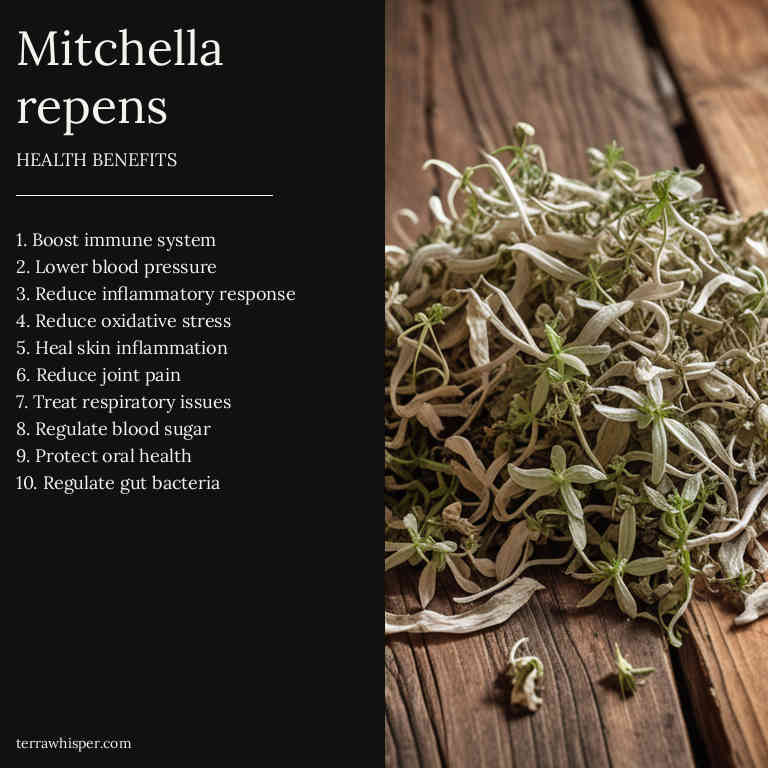 Mitchella
repens
HEALTH BENEFITS
1. Boost immune system
2. Lower blood pressure
3. Reduce inflammatory response
4. Reduce oxidative stress
5. Heal skin inflammation
6. Reduce joint pain
7. Treat respiratory issues
8. Regulate blood sugar
9. Protect oral health
10. Regulate gut bacteria
terrawhisper.com